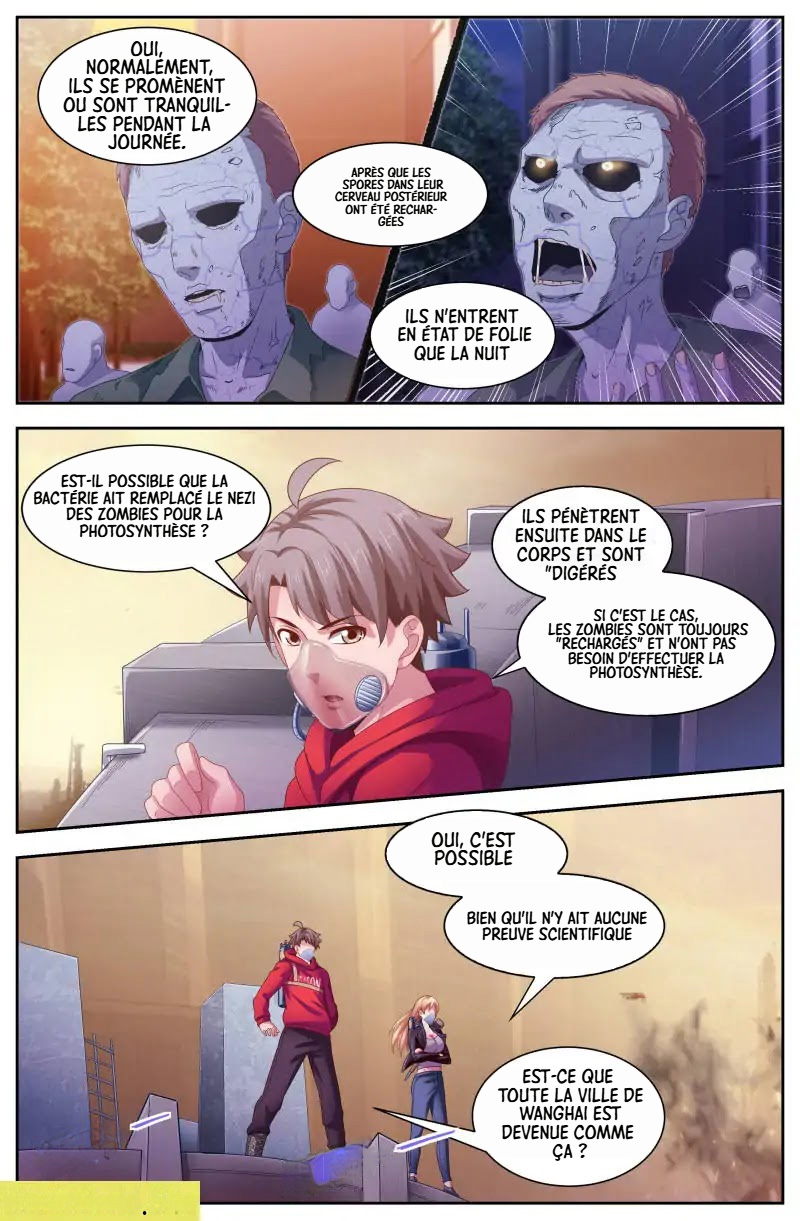 OUI,
NORMALEMENT,
ILS SE PROMÈNENT
OU SONT TRANQUIL-
LES PENDANT LA
JOURNÉE.
APRÈS QUE LES
SPORES DANS LEUR
CERVEAU POSTÉRIEUR
ONT ÉTÉ RECHAR-
GÉES
ILS N'ENTRENT
EN ÉTAT DE FOLIE
QUE LA NUIT
EST-IL POSSIBLE QUE LA
BACTÉRIE AIT REMPLACÉ LE NEZI
DES ZOMBIES POUR LA
PHOTOSYNTHÈSE ?
ILS PÉNÈTRENT
ENSUITE DANS LE
CORPS ET SONT
"DIGÉRÉS
SI C'EST LE CAS,
LES ZOMBIES SONT TOUJOURS
"RECHARGÉS" ET N'ONT PAS
BESOIN D'EFFECTUER LA
PHOTOSYNTHÈSE.
OUI, C'EST
POSSIBLE
BIEN QU'IL N'Y AIT AUCUNE
PREUVE SCIENTIFIQUE
EST-CE QUE
TOUTE LA VILLE DE
WANGHAI EST
DEVENUE COMME
ÇA ?